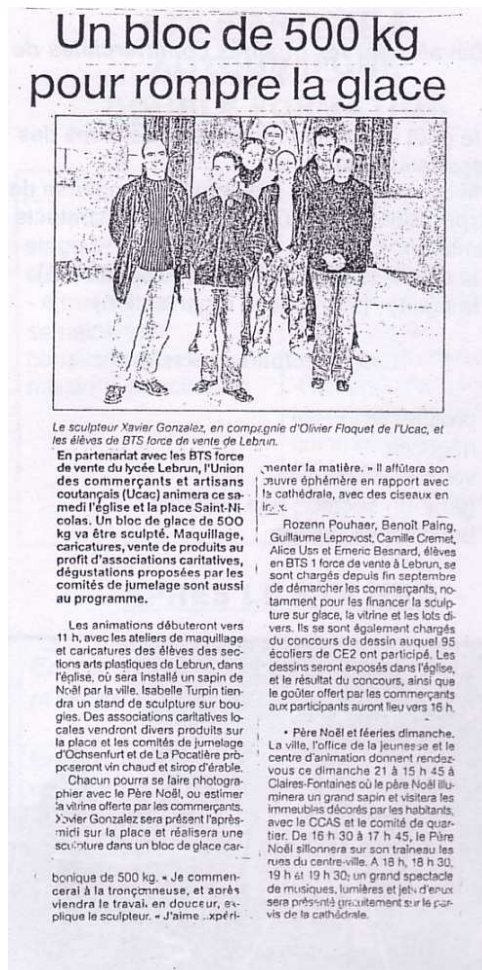 Un bloc de 500 kg
pour rompre la glace
Le sculpteur Xavier Gonzalez, en compagnie d'Olivier Floquet de l'Ucac, et
les élèves de BTS force de vente de Lebrun.
En partenariat avec les BTS force
de vente du lycée Lebrun, l'Union
des commerçants et artisans
coutançais (Ucac) animera ce sa-
medi l'église et la place Saint-Ni-
colas. Un bloc de glace de 500
kg va être sculpté. Maquillage,
caricatures, vente de produits au
profit d'associations caritatives,
dégustations proposées par les
comités de jumelage sont aussi
au programme.
Les animations débuteront vers
11 h, avec les ateliers de maquillage
et caricatures des élèves des sec-
tions arts plastiques de Lebrun, dans
l'église, où sera installé un sapin de
Noël par la ville. Isabelle Turpin tien-
dra un stand de sculpture sur bou-
gies. Des associations caritatives lo-
cales vendront divers produits sur
la place et les comités de jumelage
d'Ochsenfurt et de La Pocatière pro-
poseront vin chaud et sirop d'érable.
Chacun pourra se faire photogra-
phier avec le Père Noël, ou estimer
la vitrine offerte par les commerçants.
Xavier Gonzalez sera présent l'après-
midi sur la place et réalisera une
sculpture dans un bloc de glace car-
bonique de 500 kg. « Je commen-
cerai à la tronçonneuse, et après
viendra le travail en douceur, ex-
plique le sculpteur. « J'aime expéri-
menter la matière. » Il affûtera son
œuvre éphémère en rapport avec
la cathédrale, avec des ciseaux en
Rozenn Pouhaer, Benoît Paing,
Guillaume Leprovost, Camille Cremet,
Alice Uss et Emeric Besnard, élèves
en BTS 1 force de vente à Lebrun, se
sont chargés depuis fin septembre
de démarcher les commerçants, no-
tamment pour les financer la sculp-
ture sur glace, la vitrine et les lots di-
vers. Ils se sont également chargés
du concours de dessin auquel 95
écoliers de CE2 ont participé. Les
dessins seront exposés dans l'église,
et le résultat du concours, ainsi que
le goûter offert par les commerçants
aux participants auront lieu vers 16 h.
• Père Noël et féeries dimanche.
La ville, l'office de la jeunesse et le
centre d'animation donnent rendez-
vous ce dimanche 21 à 15 h 45 à
Claires-Fontaines où le père Noël illu-
minera un grand sapin et visitera les
immeubles décorés par les habitants,
avec le CCAS et le comité de quar-
tier. De 16 h 30 à 17 h 45, le Père
Noël sillonnera sur son traîneau les
rues du centre-ville. A 18 h, 18 h 30,
19 h et 19 h 30, un grand spectacle
de musiques, lumières et jets d'eaux
sera présenté gratuitement sur le par-
vis de la cathédrale.